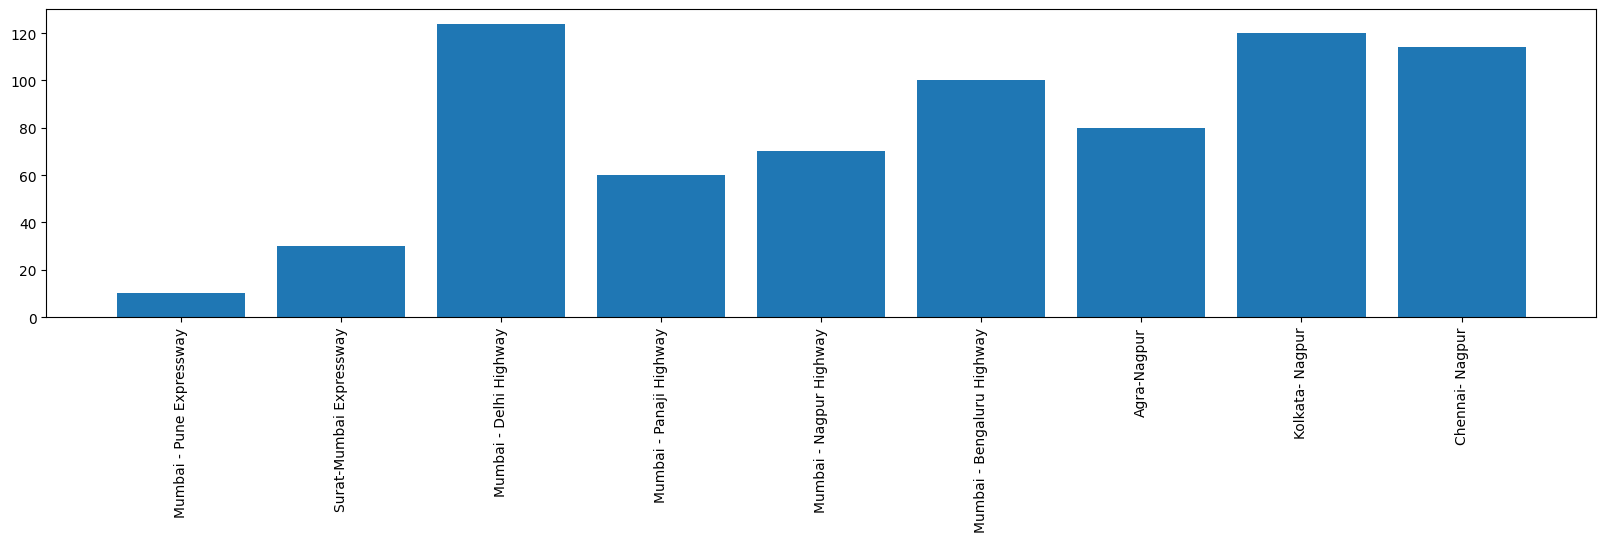 120
100
80
60
40
20
0
Mumbai - Pune Expressway
Surat-Mumbai Expressway
Mumbai - Delhi Highway
Mumbai - Panaji Highway
Mumbai - Nagpur Highway
Mumbai - Bengaluru Highway
Agra-Nagpur
Kolkata- Nagpur
Chennai- Nagpur